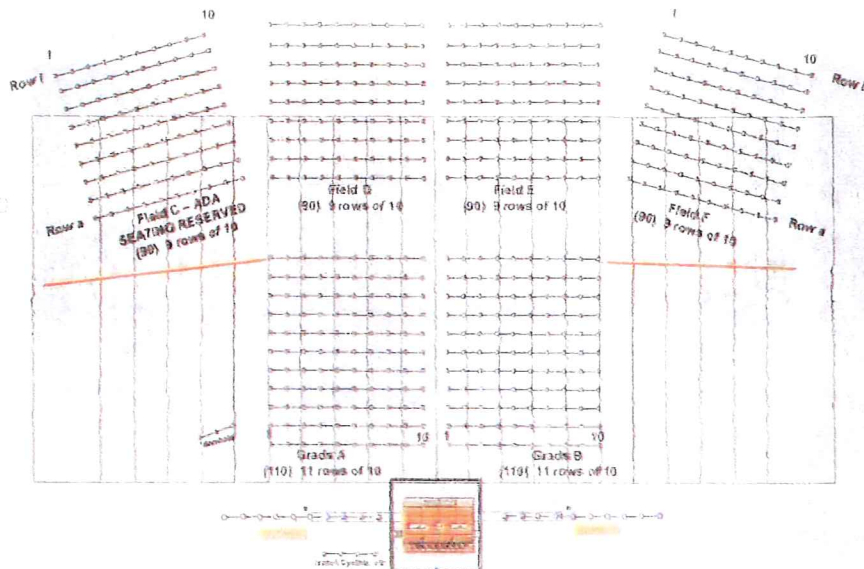 10
1
1
10
Row i
Row i
Row a
Field C - ADA
SEATING RESERVED
(90) 9 rows of 10
Field D
(90) 9 rows of 10
Field E
(90) 9 rows of 10
Field F
(90) 9 rows of 10
Row a
1
10
1
10
Grads A
(110) 11 rows of 10
Grads B
(110) 11 rows of 10